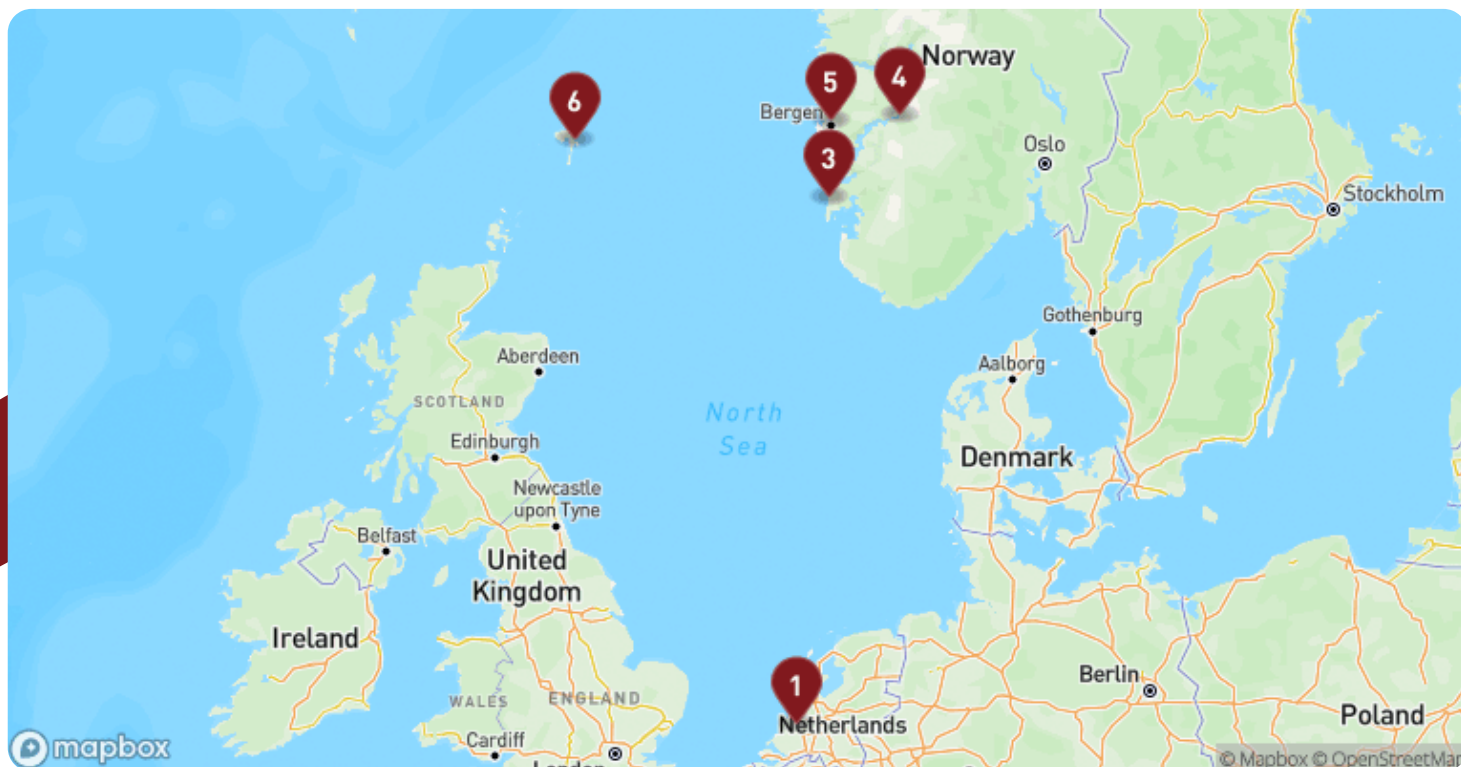 Norway
6
5
4
Bergen
3
Oslo
Stockholm
Gothenburg
Aberdeen
Aalborg
SCOTLAND
North
Sea
Edinburgh
Denmark
Newcastle
upon Tyne
Belfast
United
Kingdom
Ireland
1
Berlin
WALES
ENGLAND
Netherlands
Poland
Cardiff
London
mapbox
© Mapbox © OpenStreetMap